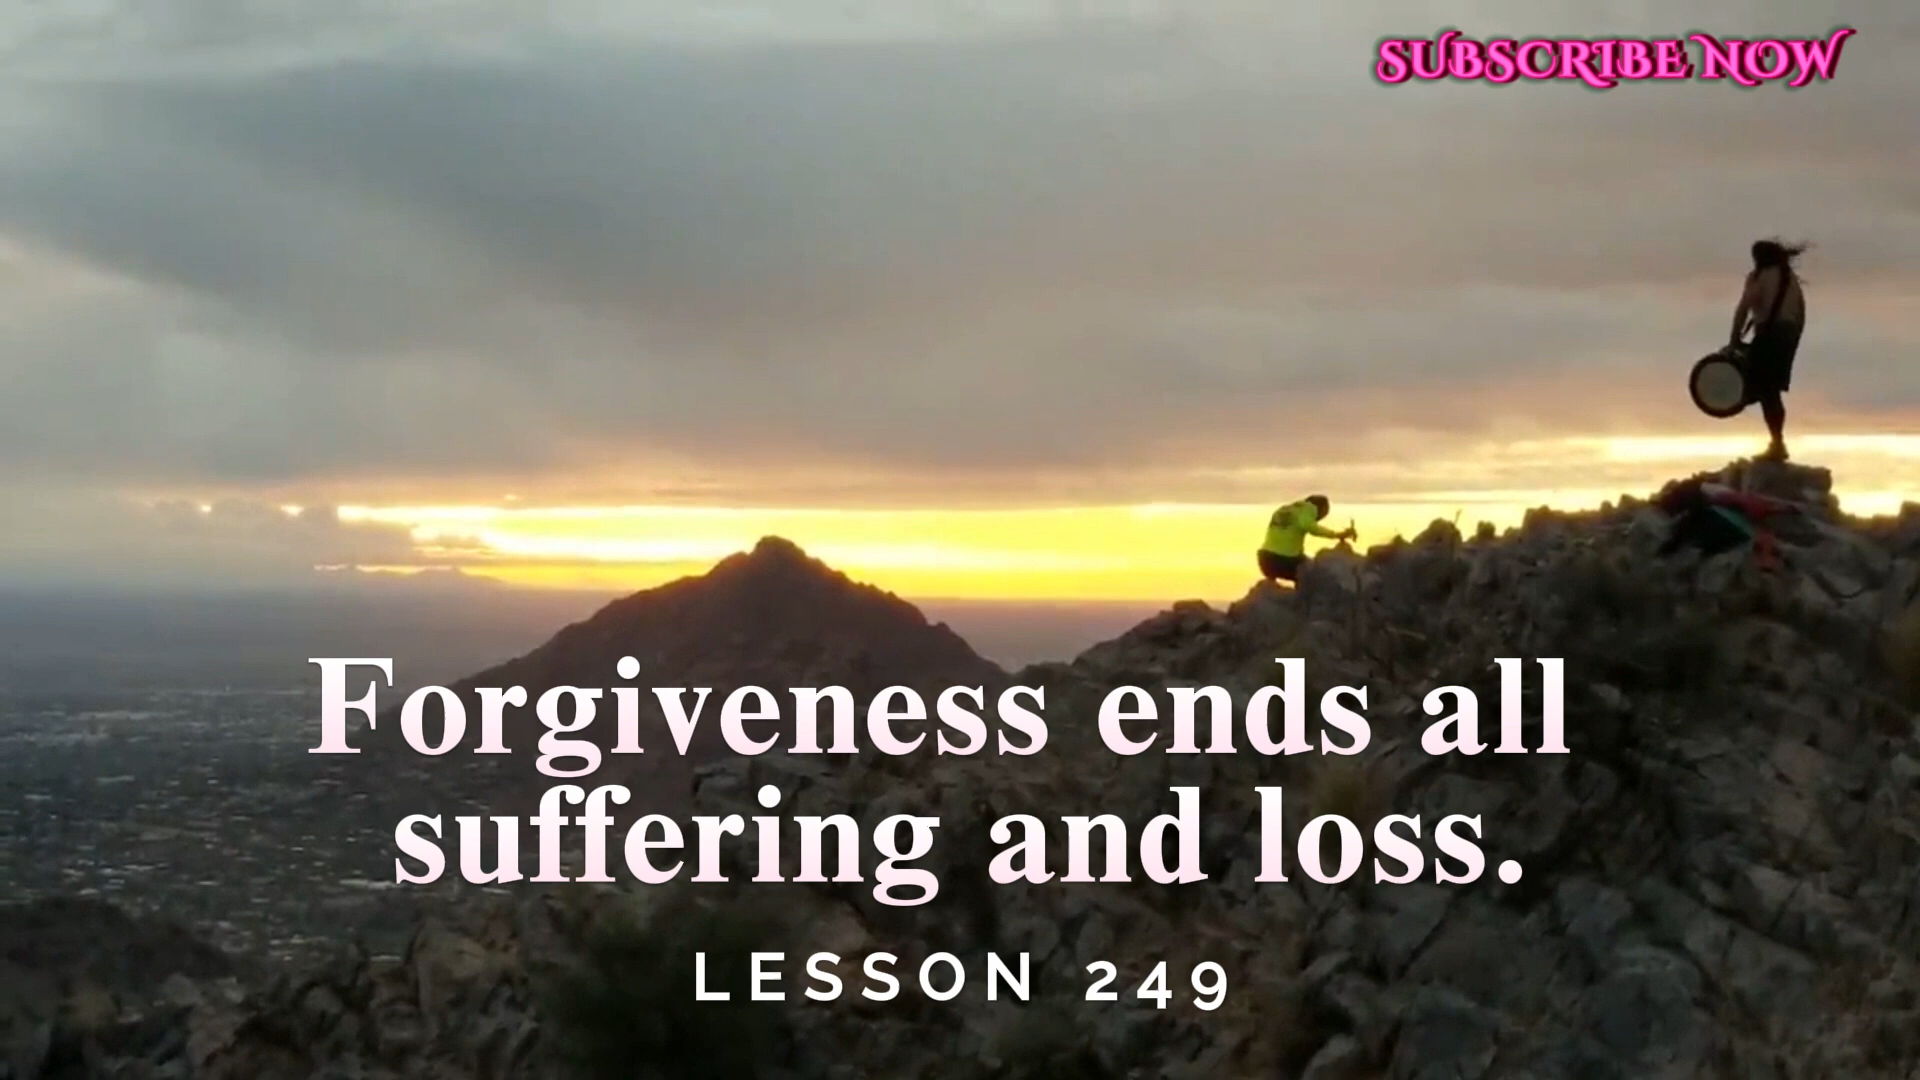 SUBSCRIBE NOW
Forgiveness ends all
suffering and loss.
LESSON 249